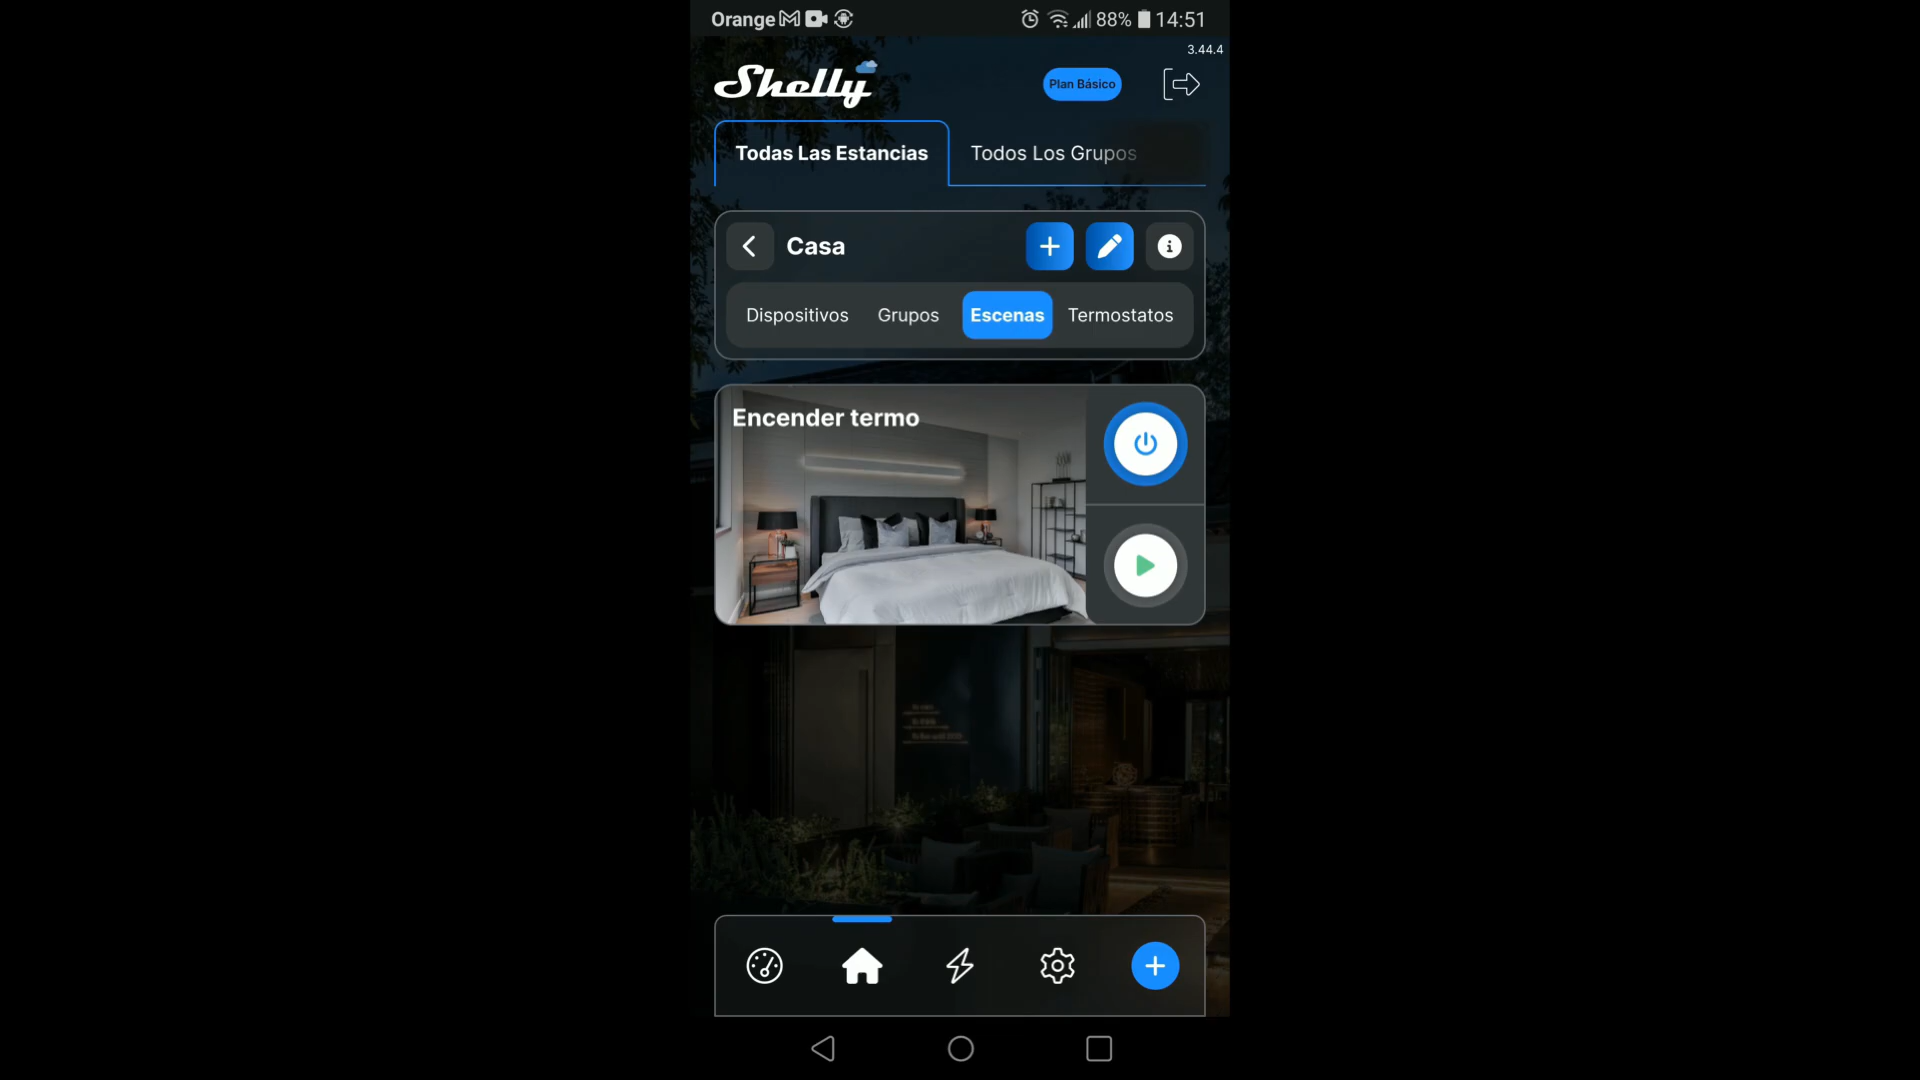 Orange 88% 14:51
3.44.4
Shelly Plan Básico
Todas Las Estancias Todos Los Grupos
Casa
Dispositivos Grupos Escenas Termostatos
Encender termo